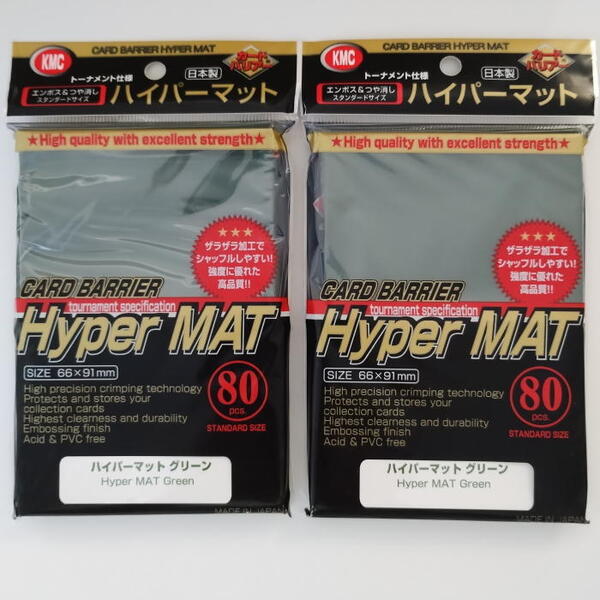 CARD BARRIER HYPER MAT
KMC
カード
バリアー
トーナメント仕様
日本製
エンボス&つや消し
スタンダードサイズ
ハイパーマット
★High quality with excellent strength★
ザラザラ加工で
シャッフルしやすい!
強度に優れた
高品質!!
CARD BARRIER
tournament specification
Hyper MAT
SIZE 66×91mm
High precision crimping technology
Protects and stores your
collection cards
Highest clearness and durability
Embossing finish
Acid & PVC free
80
pcs.
STANDARD SIZE
ハイパーマット グリーン
Hyper MAT Green
MADE IN JAPAN
CARD BARRIER HYPER MAT
KMC
カード
バリアー
トーナメント仕様
日本製
エンボス&つや消し
スタンダードサイズ
ハイパーマット
★High quality with excellent strength★
ザラザラ加工で
シャッフルしやすい!
強度に優れた
高品質!!
CARD BARRIER
tournament specification
Hyper MAT
SIZE 66×91mm
High precision crimping technology
Protects and stores your
collection cards
Highest clearness and durability
Embossing finish
Acid & PVC free
80
pcs.
STANDARD SIZE
ハイパーマット グリーン
Hyper MAT Green
MADE IN JAPAN